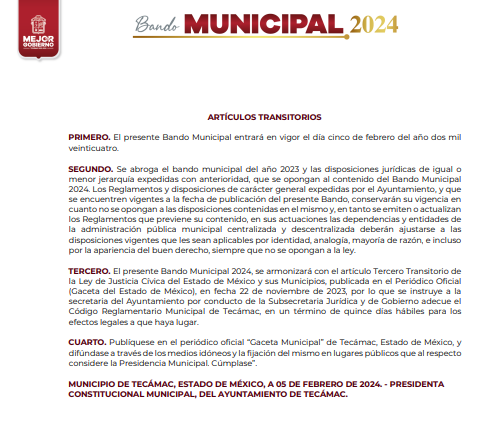 MEJOR
GOBIERNO
Bando MUNICIPAL 2024
ARTÍCULOS TRANSITORIOS
PRIMERO. El presente Bando Municipal entrará en vigor el día cinco de febrero del año dos mil
veinticuatro.
SEGUNDO. Se abroga el bando municipal del año 2023 y las disposiciones jurídicas de igual o
menor jerarquía expedidas con anterioridad, que se opongan al contenido del Bando Municipal
2024. Los Reglamentos y disposiciones de carácter general expedidas por el Ayuntamiento, y que
se encuentren vigentes a la fecha de publicación del presente Bando, conservarán su vigencia en
cuanto no se opongan a las disposiciones contenidas en el mismo y, en tanto se emiten o actualizan
los Reglamentos que previene su contenido, en sus actuaciones las dependencias y entidades de
la administración pública municipal centralizada y descentralizada deberán ajustarse a las
disposiciones vigentes que les sean aplicables por identidad, analogía, mayoría de razón, e incluso
por la apariencia del buen derecho, siempre que no se opongan a la ley.
TERCERO. El presente Bando Municipal 2024, se armonizará con el artículo Tercero Transitorio de
la Ley de Justicia Cívica del Estado de México y sus Municipios, publicada en el Periódico Oficial
(Gaceta del Estado de México), en fecha 22 de noviembre de 2023, por lo que se instruye a la
secretaria del Ayuntamiento por conducto de la Subsecretaría Jurídica y de Gobierno adecue el
Código Reglamentario Municipal de Tecámac, en un término de quince días hábiles para los
efectos legales a que haya lugar.
CUARTO. Publíquese en el periódico oficial "Gaceta Municipal" de Tecámac, Estado de México, y
difúndase a través de los medios idóneos y la fijación del mismo en lugares públicos que al respecto
considere la Presidencia Municipal. Cúmplase".
MUNICIPIO DE TECÁMAC, ESTADO DE MÉXICO, A 05 DE FEBRERO DE 2024. - PRESIDENTA
CONSTITUCIONAL MUNICIPAL, DEL AYUNTAMIENTO DE TECÁMAC.